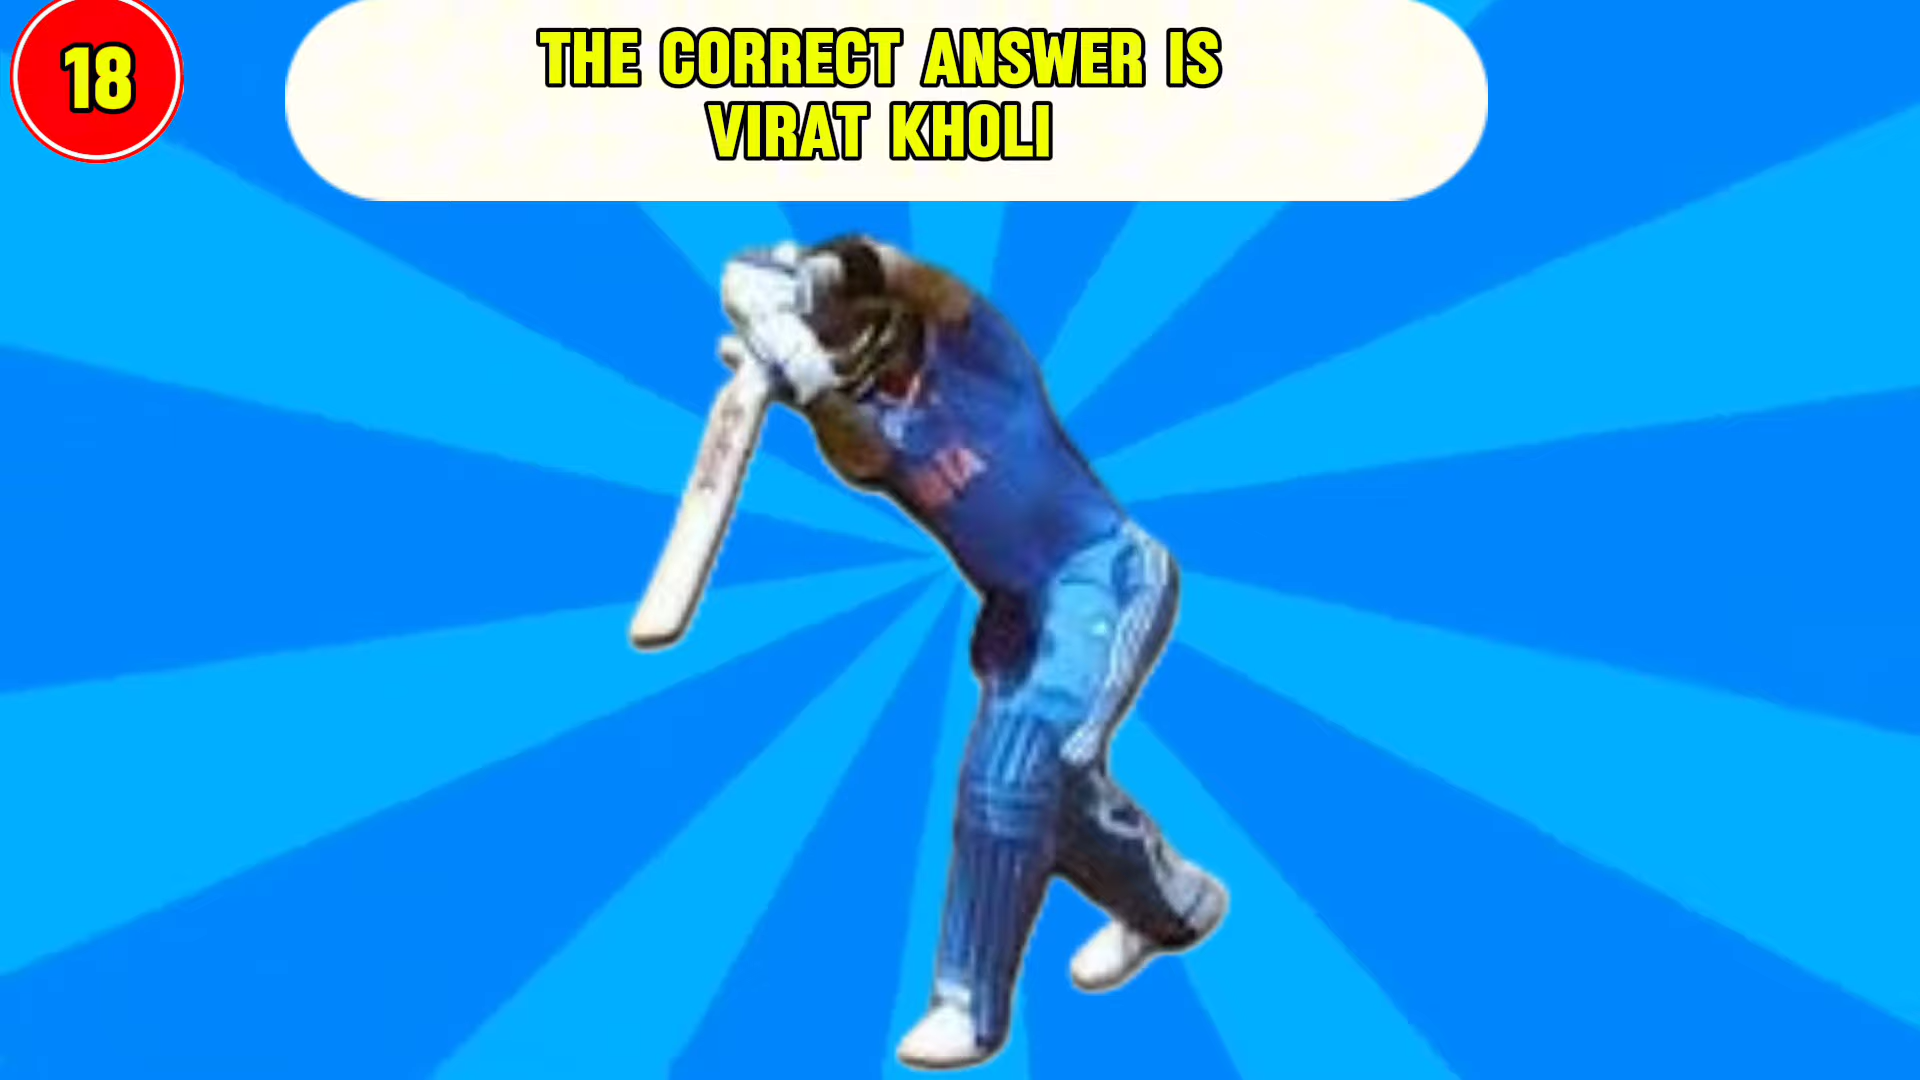 18
THE CORRECT ANSWER IS
VIRAT KHOLI